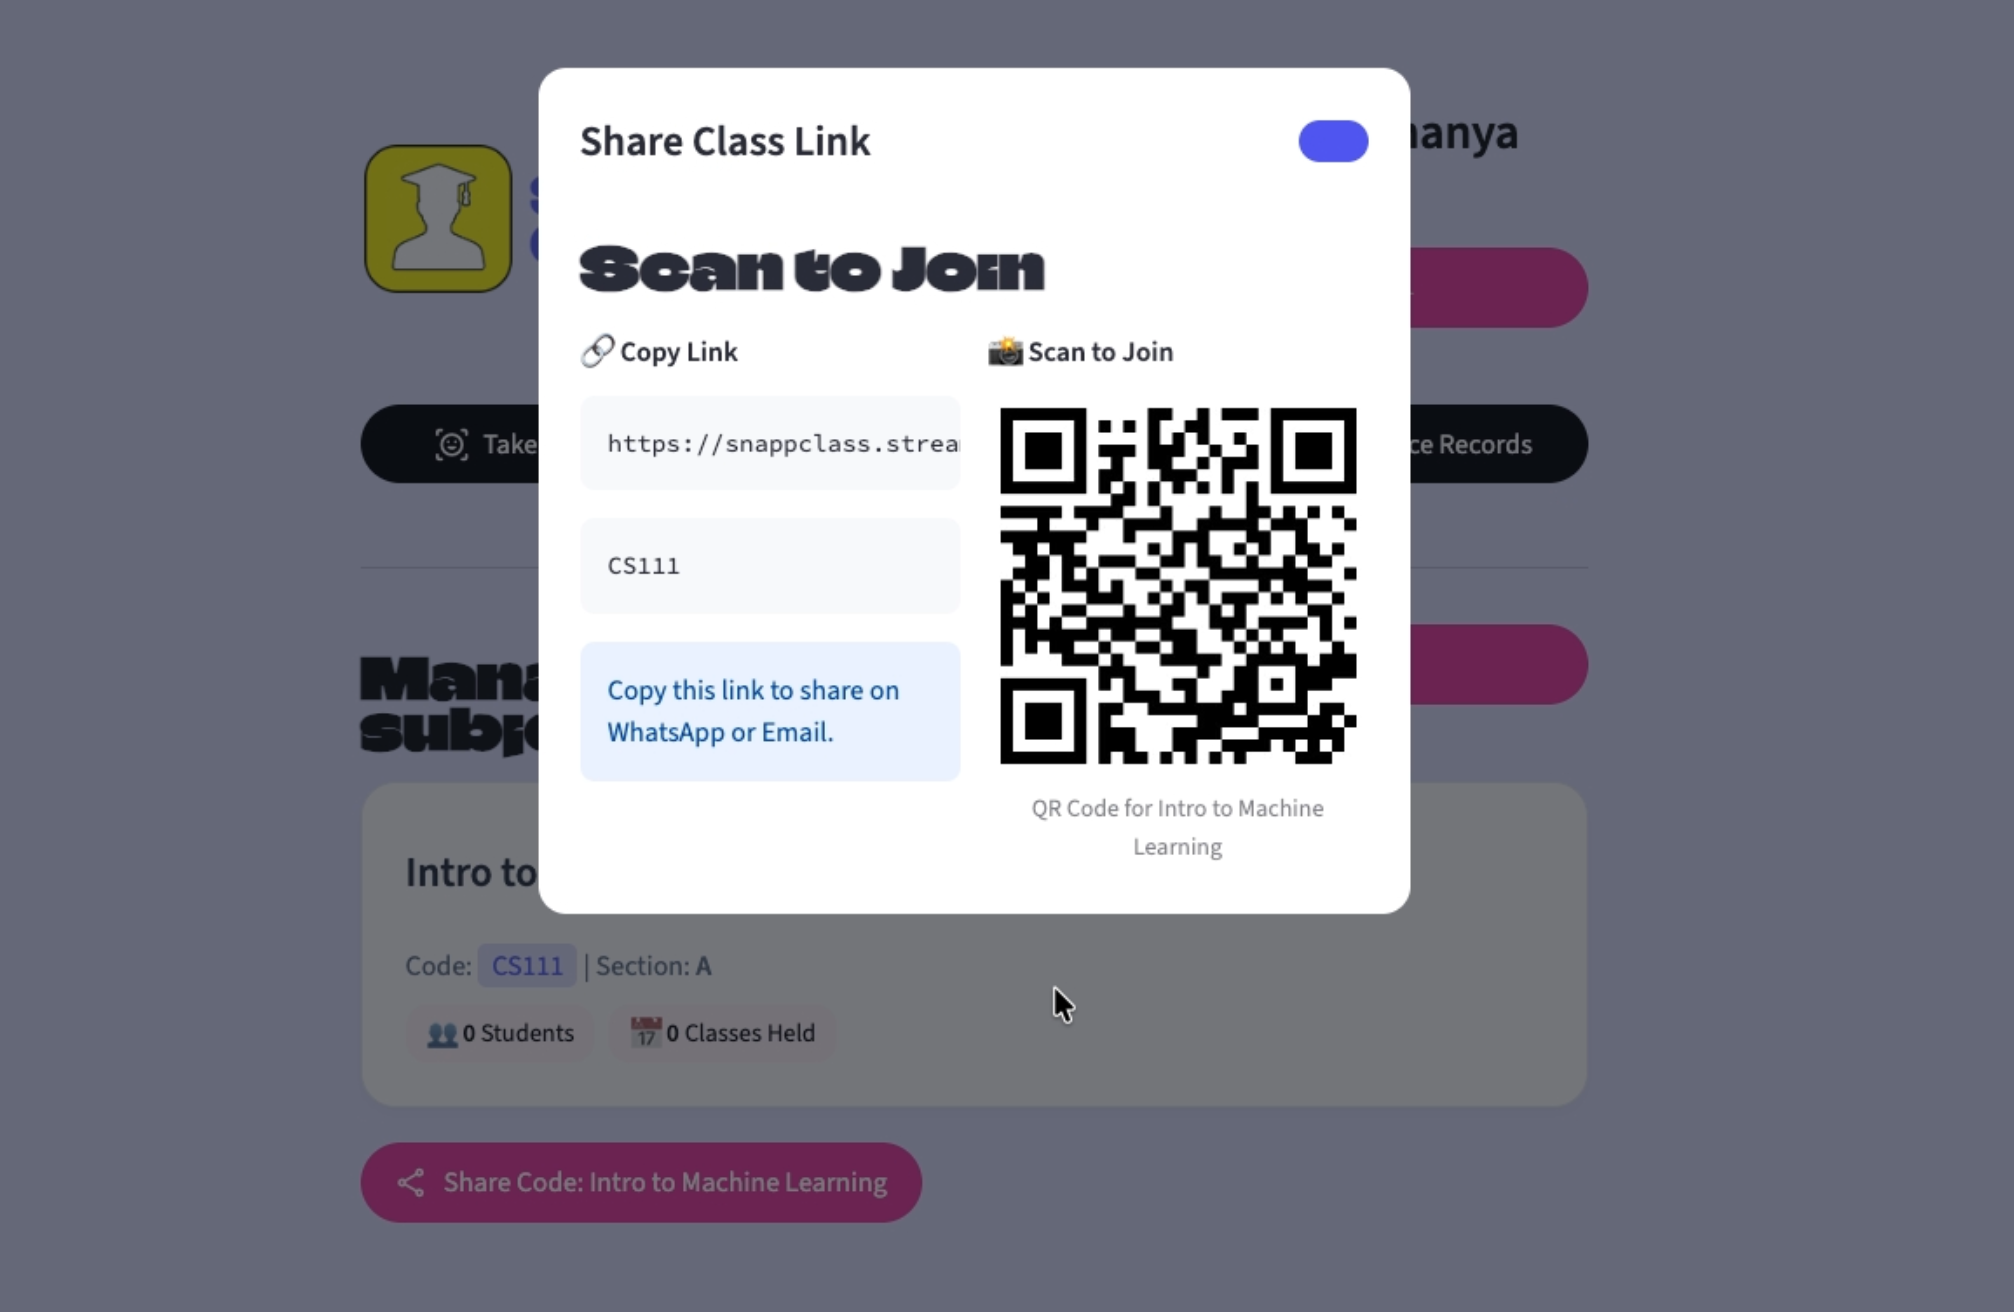 Share Class Link
Scan to Join
🔗 Copy Link
📸 Scan to Join
https://snappclass.strea
CS111
Copy this link to share on
WhatsApp or Email.
QR Code for Intro to Machine
Learning
anya
Take
ce Records
Mana
Intro to
Code: CS111 | Section: A
0 Students
17
0 Classes Held
Share Code: Intro to Machine Learning